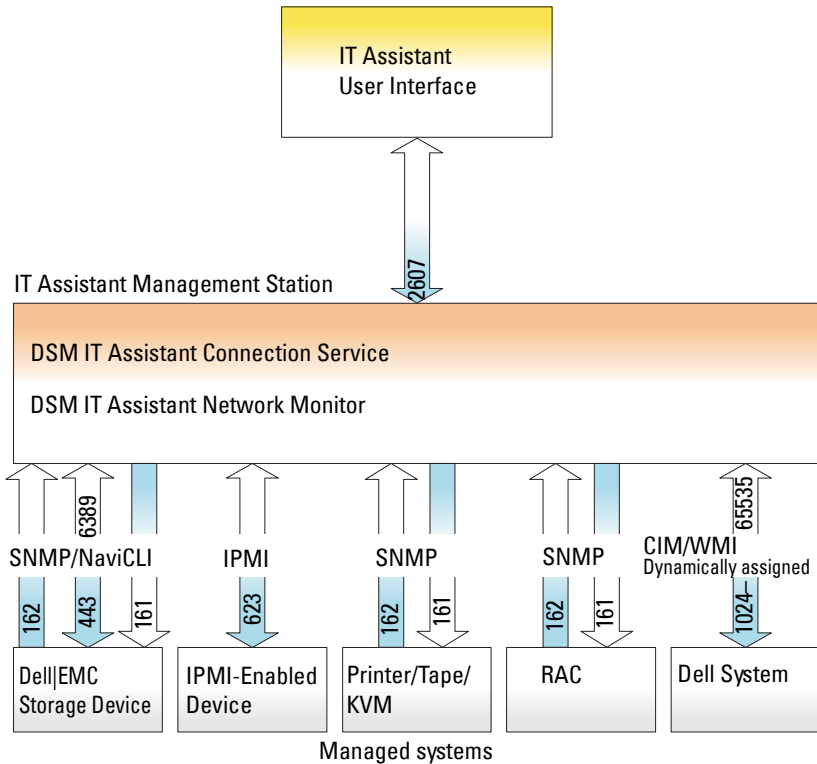 IT Assistant
User Interface
2607
IT Assistant Management Station
DSM IT Assistant Connection Service
DSM IT Assistant Network Monitor
6389
65535
SNMP/NaviCLI
IPMI
SNMP
SNMP
CIM/WMI
Dynamically assigned
162
443
161
623
162
161
162
161
1024–
Dell|EMC
Storage Device
IPMI-Enabled
Device
Printer/Tape/
KVM
RAC
Dell System
Managed systems